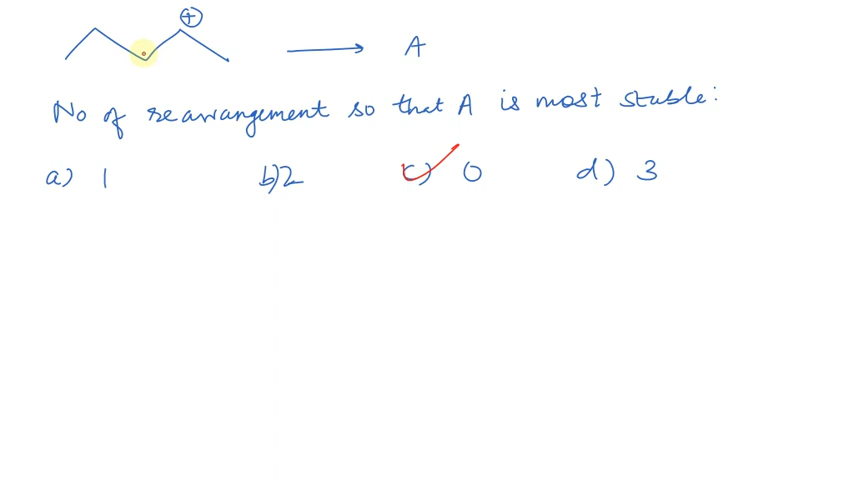 ⊕
A
No of rearrangement so that A is most stable:
a) 1 b) 2 c) 0 d) 3